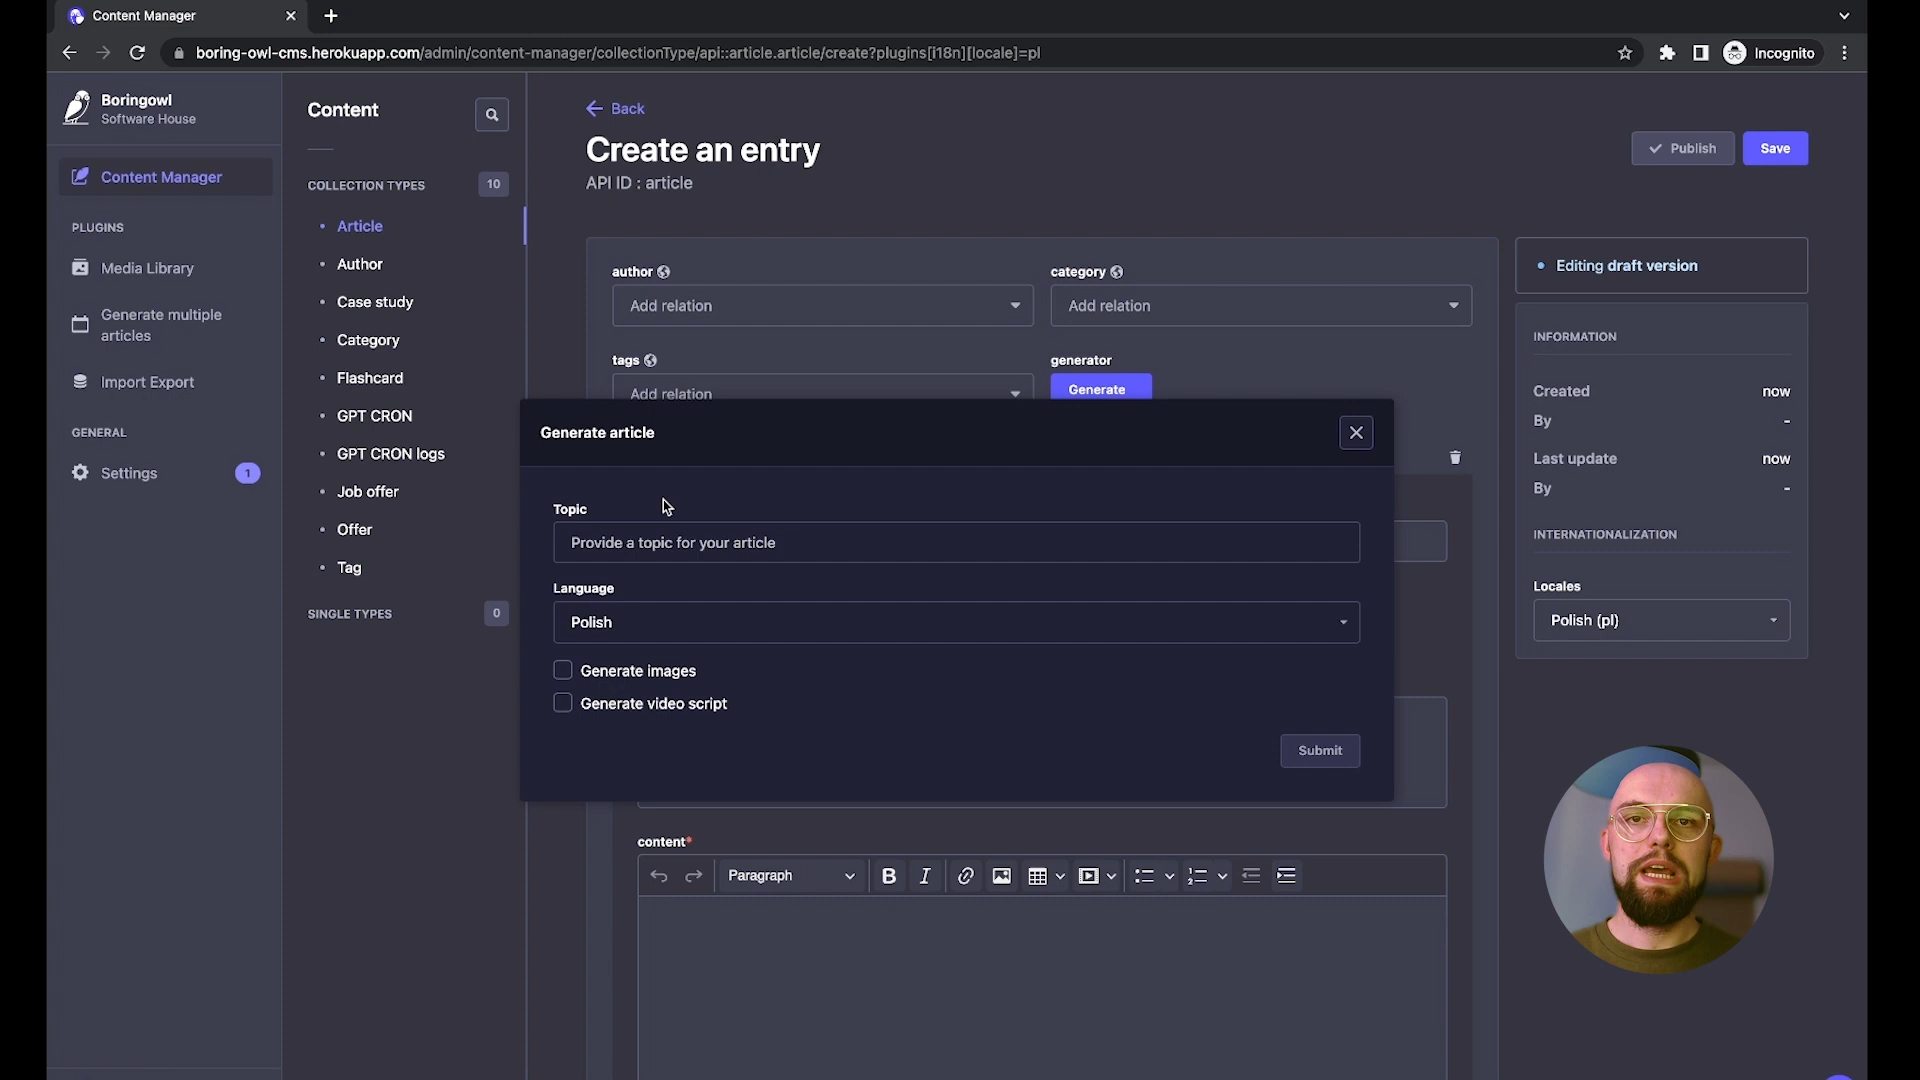 Content Manager
boring-owl-cms.herokuapp.com/admin/content-manager/collectionType/api::article.article/create?plugins[i18n][locale]=pl
Incognito
Boringowl
Software House
Content Manager
PLUGINS
Media Library
Generate multiple
articles
Import Export
GENERAL
Settings
1
Content
COLLECTION TYPES
10
Article
Author
Case study
Category
Flashcard
GPT CRON
GPT CRON logs
Job offer
Offer
Tag
SINGLE TYPES
0
Back
Create an entry
API ID : article
Publish
Save
author
Add relation
category
Add relation
tags
Add relation
generator
Generate
Generate article
Topic
Provide a topic for your article
Language
Polish
Generate images
Generate video script
Submit
content*
Paragraph
B I
Editing draft version
INFORMATION
Created now
By -
Last update now
By -
INTERNATIONALIZATION
Locales
Polish (pl)